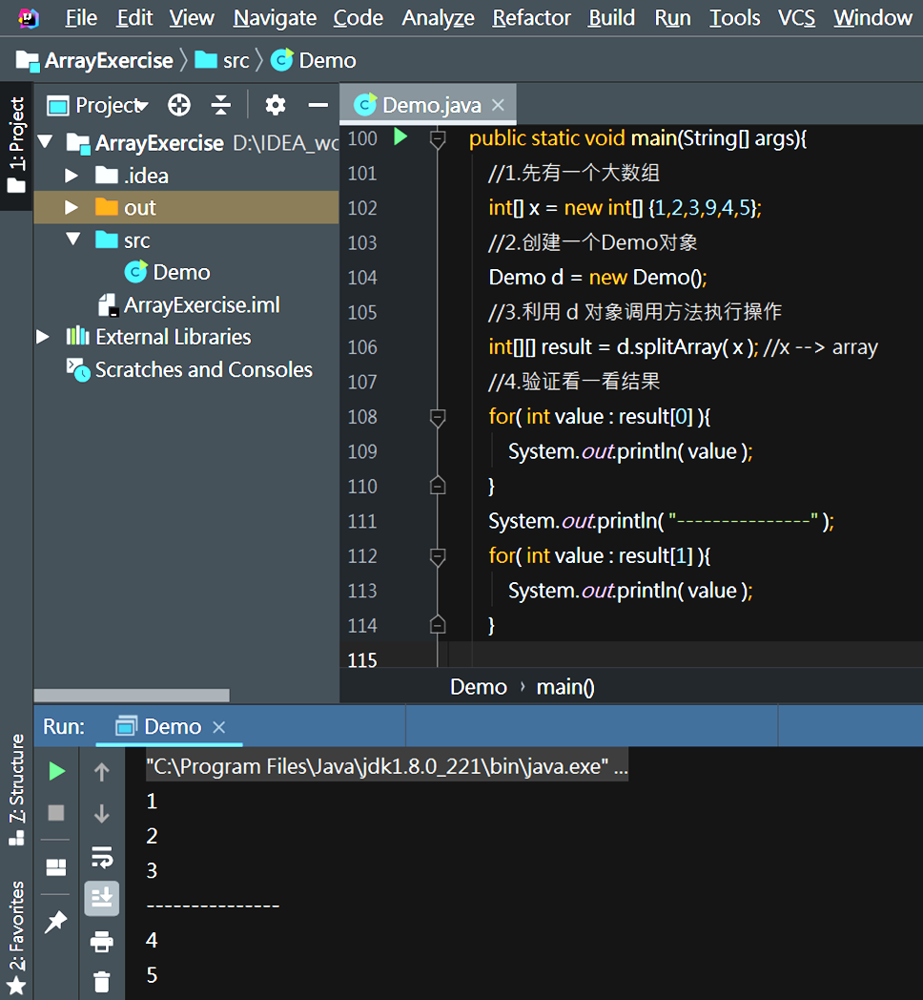 File Edit View Navigate Code Analyze Refactor Build Run Tools VCS Window
ArrayExercise src Demo
1: Project
Project
ArrayExercise D:\IDEA_wo
.idea
out
src
Demo
ArrayExercise.iml
External Libraries
Scratches and Consoles
Demo.java
100 public static void main(String[] args){
101 //1.先有一个大数组
102 int[] x = new int[] {1,2,3,9,4,5};
103 //2.创建一个Demo对象
104 Demo d = new Demo();
105 //3.利用 d 对象调用方法执行操作
106 int[][] result = d.splitArray( x ); //x --> array
107 //4.验证看一看结果
108 for( int value : result[0] ){
109 System.out.println( value );
110 }
111 System.out.println( "---------------" );
112 for( int value : result[1] ){
113 System.out.println( value );
114 }
115
Demo › main()
Run: Demo
"C:\Program Files\Java\jdk1.8.0_221\bin\java.exe" ...
1
2
3
---------------
4
5
7: Structure
2: Favorites